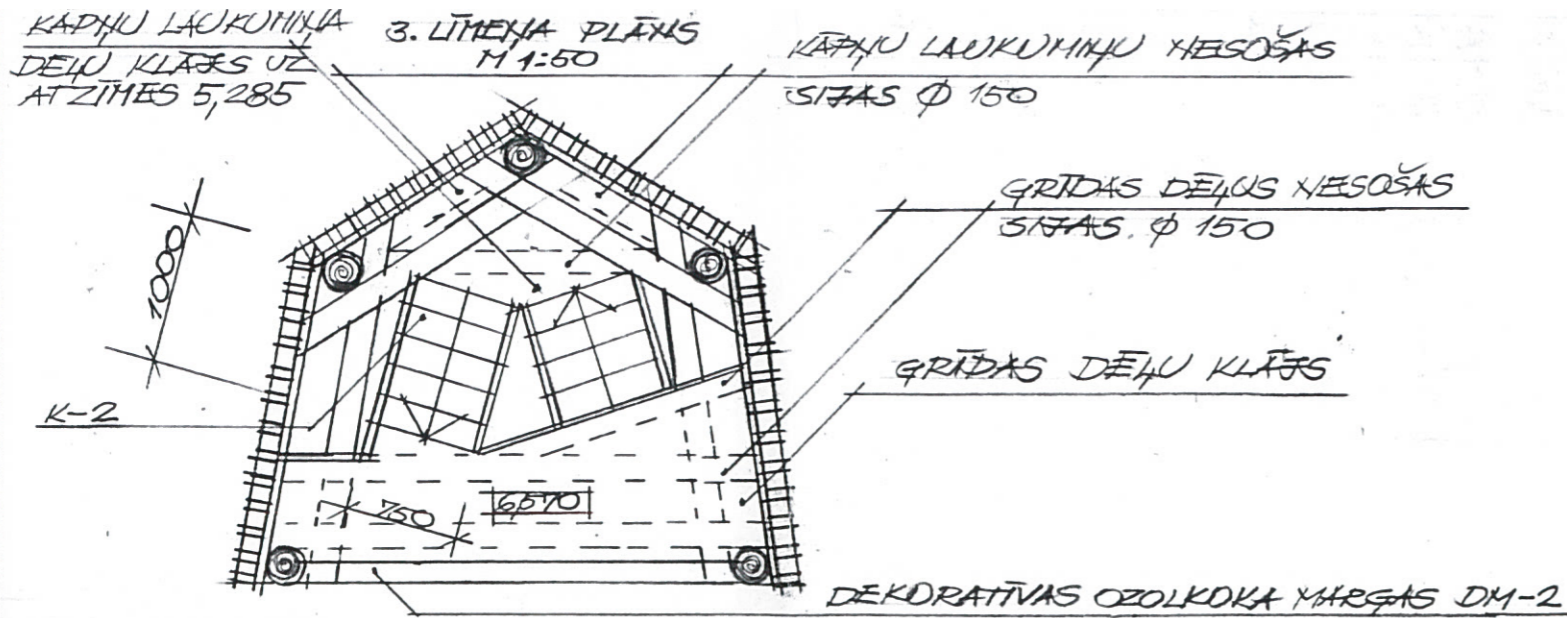 KĀPŅU LAUKUMIŅA
DĒĻU KLĀJS UZ
ATZĪMES 5,285
3. LĪMEŅA PLĀNS
M 1:50
KĀPŅU LAUKUMIŅU NESOŠĀS
SIJAS Φ 150
GRĪDAS DĒĻUS NESOŠĀS
SIJAS. Φ 150
1000
GRĪDAS DĒĻU KLĀJS
K-2
750
6,570
DEKORATĪVAS OZOLKOKA MARGAS DM-2